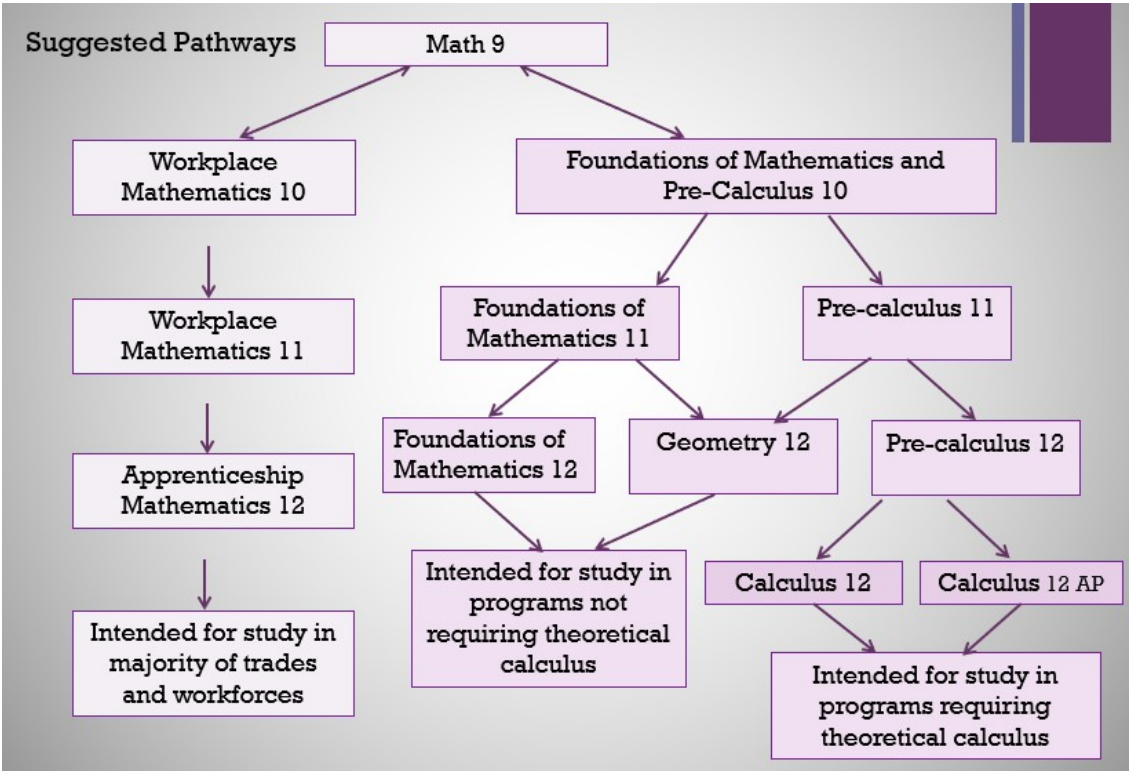 Suggested Pathways
Math 9
Workplace
Mathematics 10
Foundations of Mathematics and
Pre-Calculus 10
Workplace
Mathematics 11
Foundations of
Mathematics 11
Pre-calculus 11
Apprenticeship
Mathematics 12
Foundations of
Mathematics 12
Geometry 12
Pre-calculus 12
Intended for study in
majority of trades
and workforces
Intended for study in
programs not
requiring theoretical
calculus
Calculus 12
Calculus 12 AP
Intended for study in
programs requiring
theoretical calculus